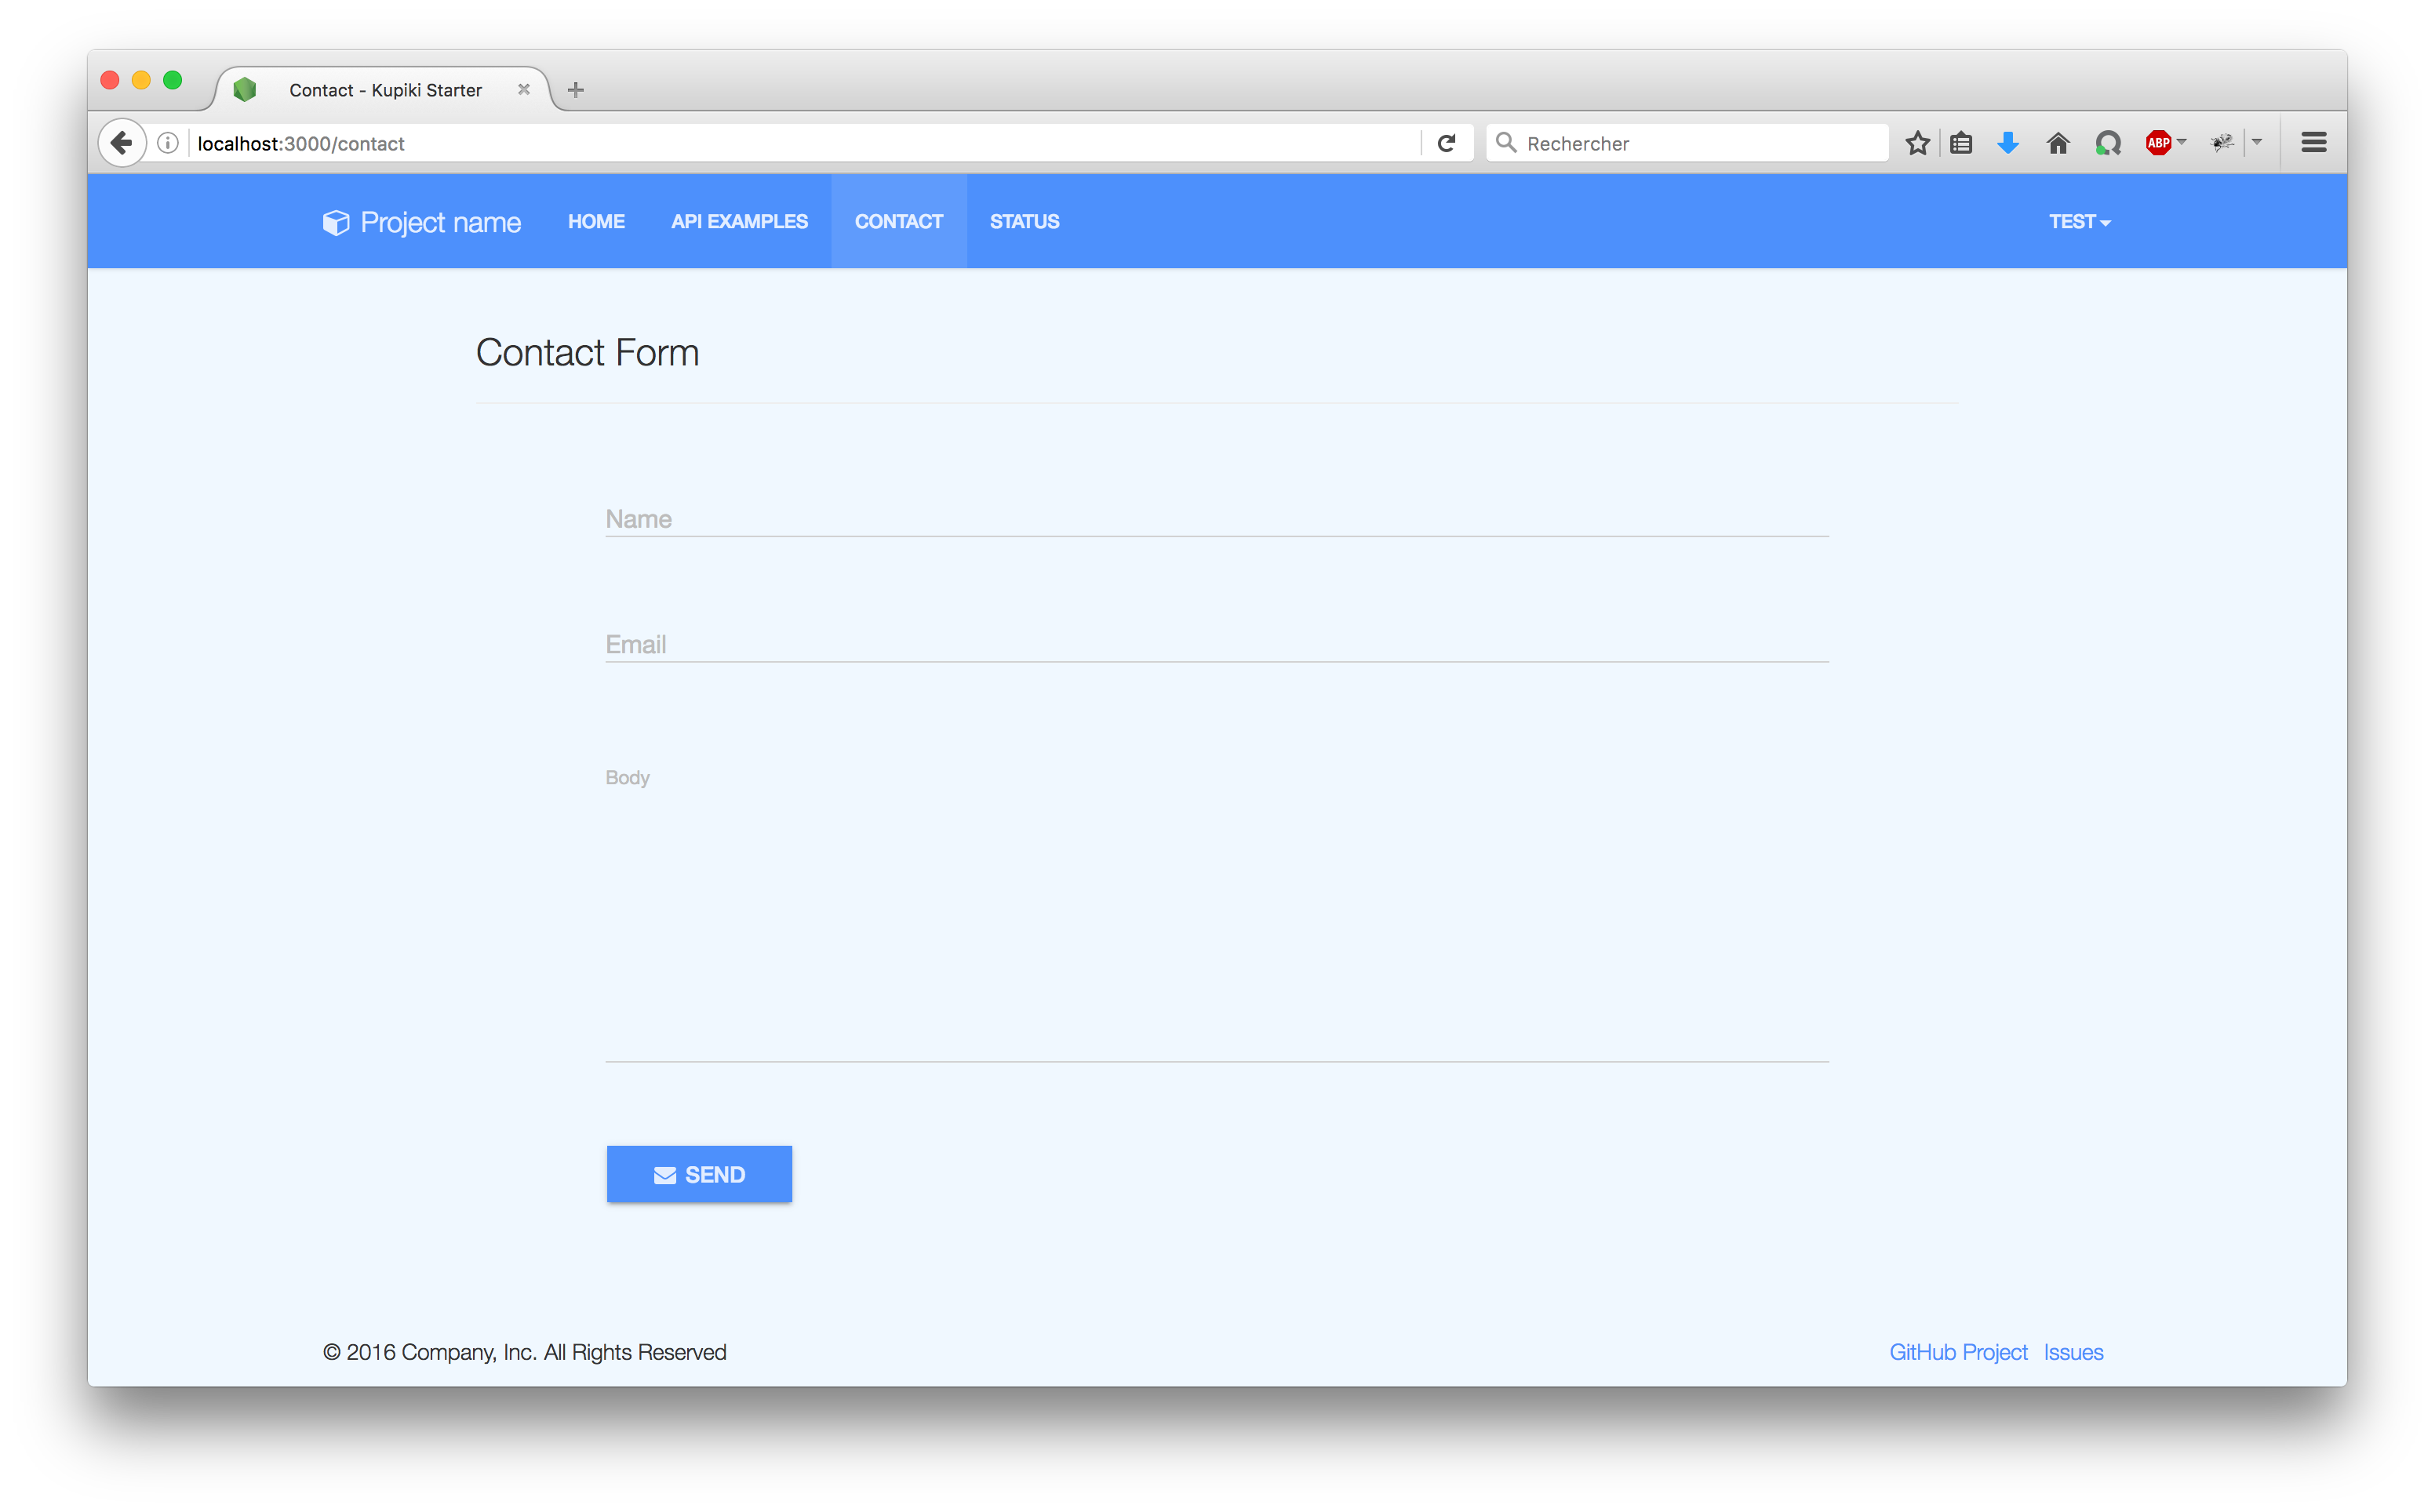 Contact - Kupiki Starter
localhost:3000/contact
Rechercher
ABP
Project name HOME API EXAMPLES CONTACT STATUS TEST
Contact Form
Name
Email
Body
SEND
© 2016 Company, Inc. All Rights Reserved GitHub Project Issues